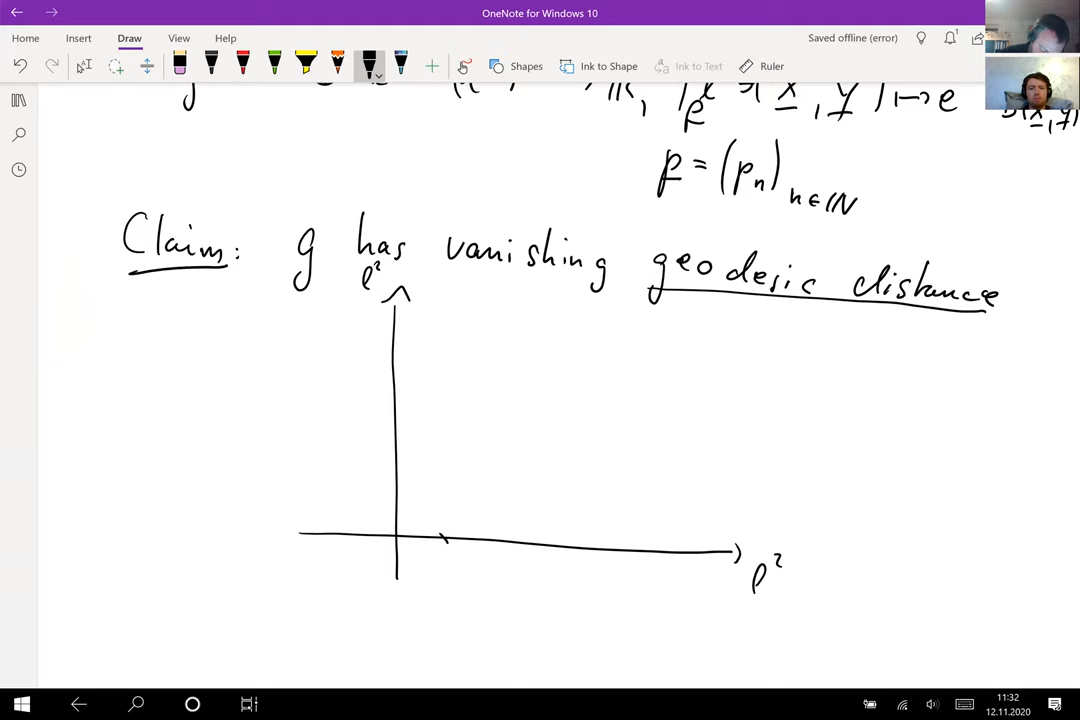 OneNote for Windows 10
Home Insert Draw View Help Saved offline (error)
Shapes Ink to Shape Ink to Text Ruler
p = (pₙ)ₙ∈ℕ
Claim: g has vanishing geodesic distance
ℓ²
ℓ²
11:32
12.11.2020